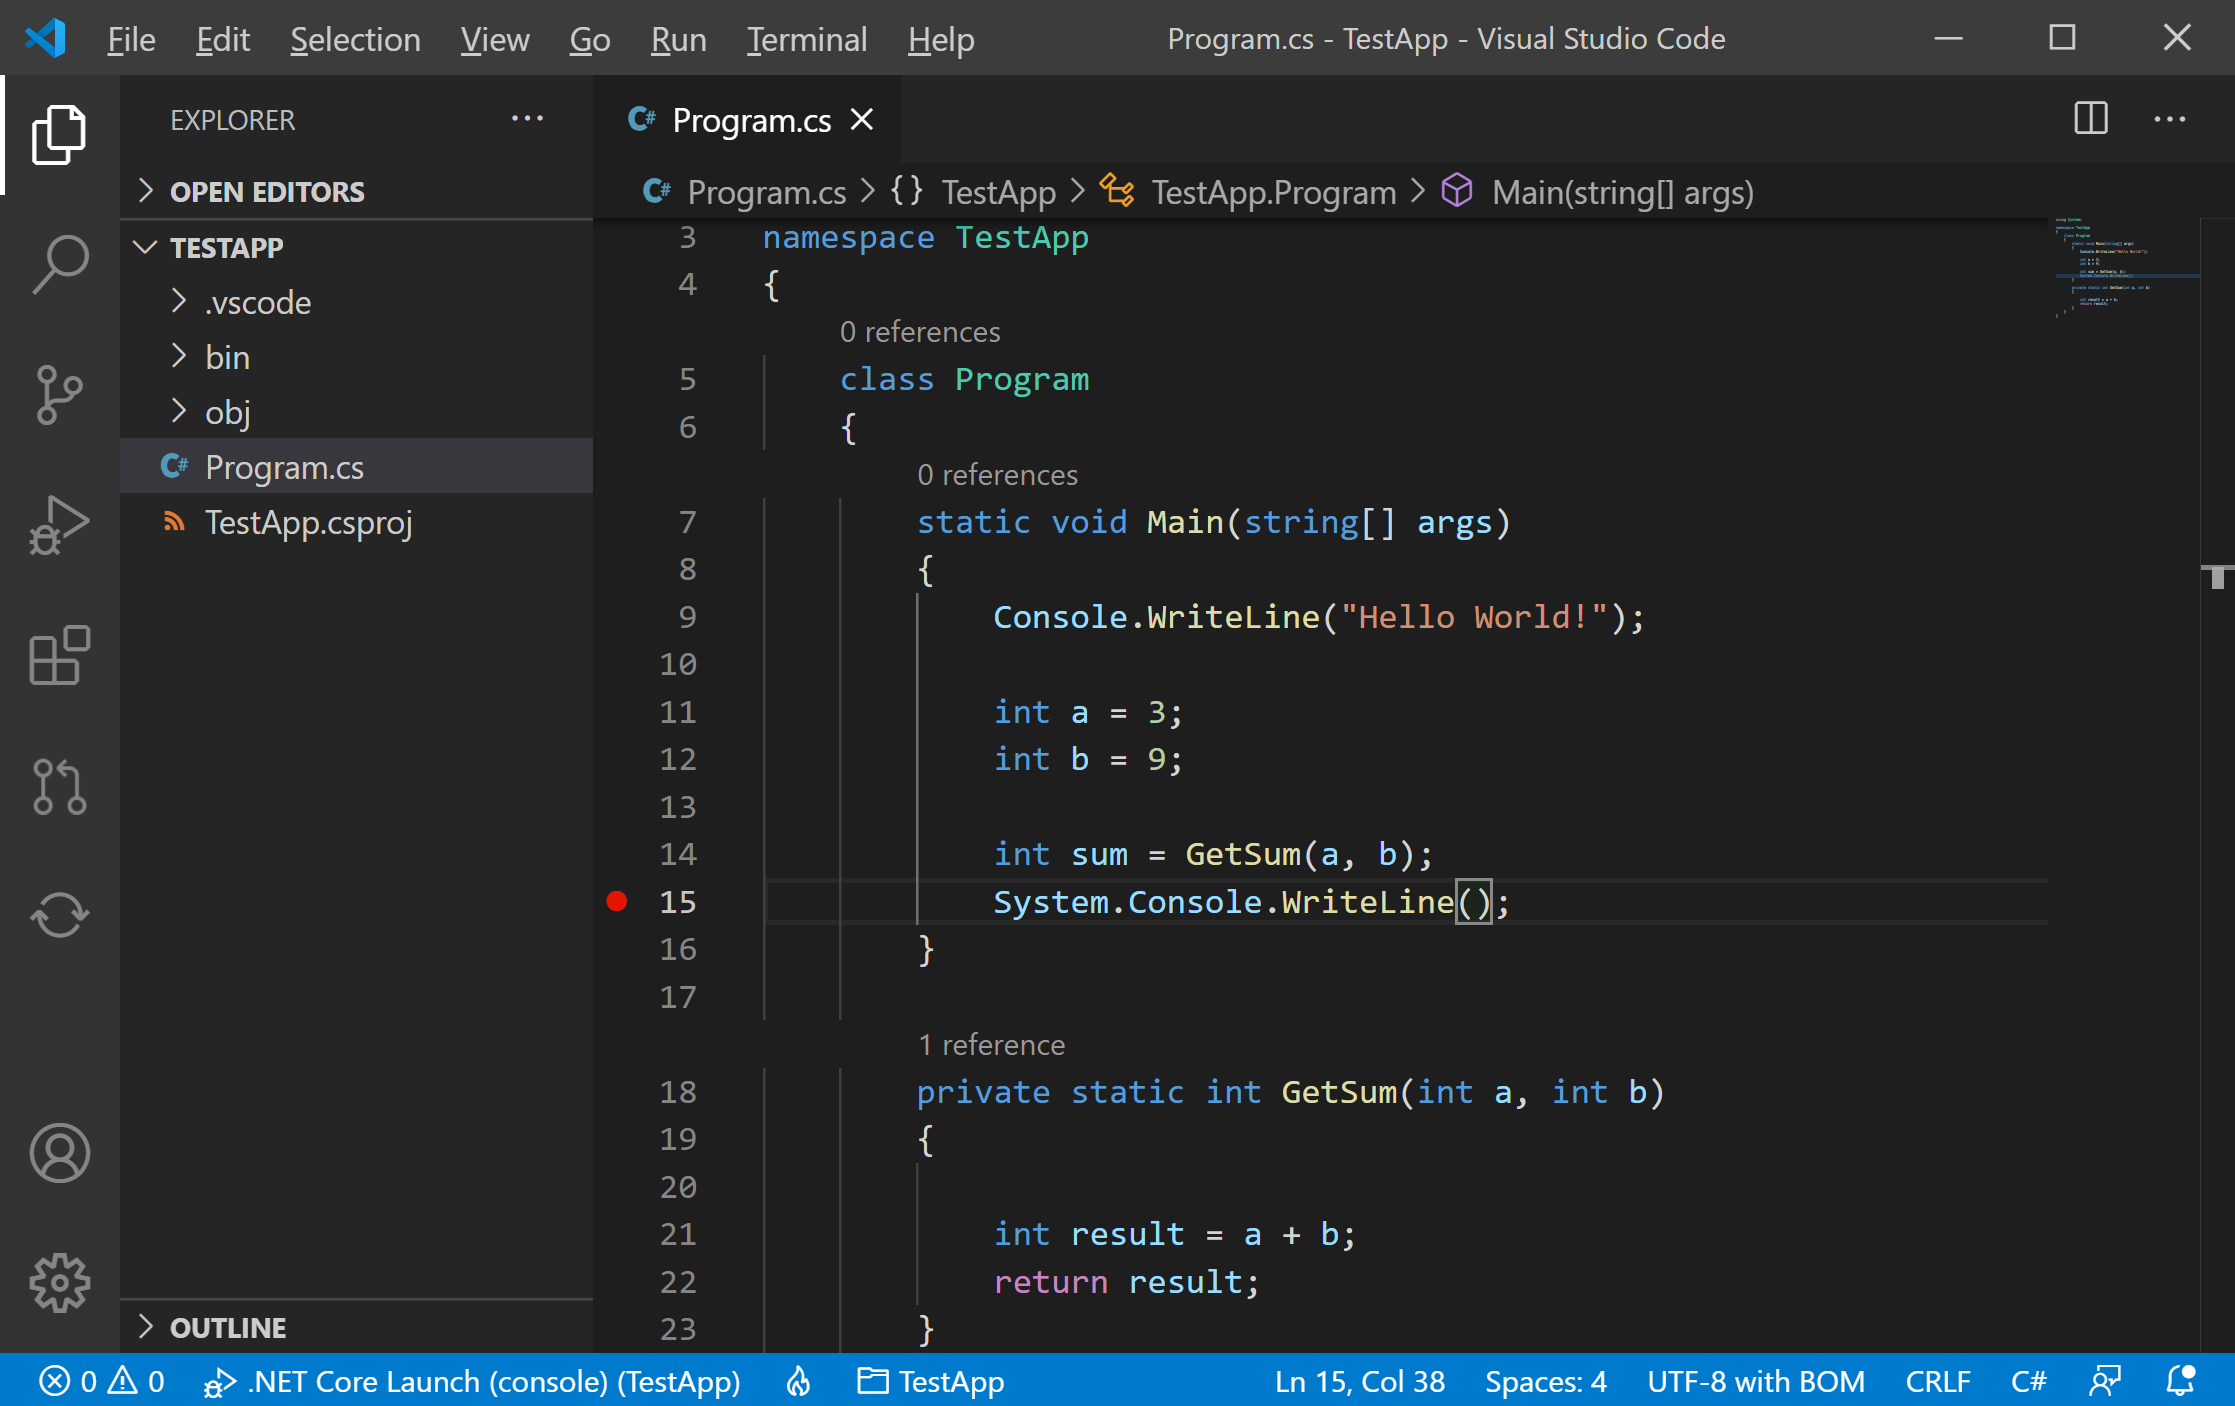 File Edit Selection View Go Run Terminal Help Program.cs - TestApp - Visual Studio Code
EXPLORER
OPEN EDITORS
TESTAPP
.vscode
bin
obj
Program.cs
TestApp.csproj
OUTLINE
Program.cs
Program.cs > {} TestApp > TestApp.Program > Main(string[] args)
3 namespace TestApp
4 {
0 references
5 class Program
6 {
0 references
7 static void Main(string[] args)
8 {
9 Console.WriteLine("Hello World!");
10
11 int a = 3;
12 int b = 9;
13
14 int sum = GetSum(a, b);
15 System.Console.WriteLine();
16 }
17
1 reference
18 private static int GetSum(int a, int b)
19 {
20
21 int result = a + b;
22 return result;
23 }
0 0 .NET Core Launch (console) (TestApp) TestApp Ln 15, Col 38 Spaces: 4 UTF-8 with BOM CRLF C#